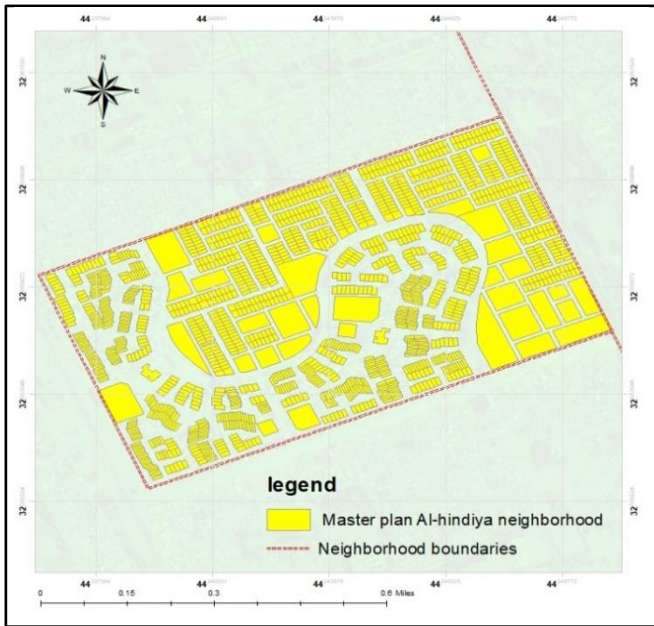 44 44 44 44 44
N
W E
S
32 32
32 32
32 32
32 32
32 32
legend
Master plan Al-hindiya neighborhood
Neighborhood boundaries
44 44 44 44 44
0 0.15 0.3 0.6 Miles